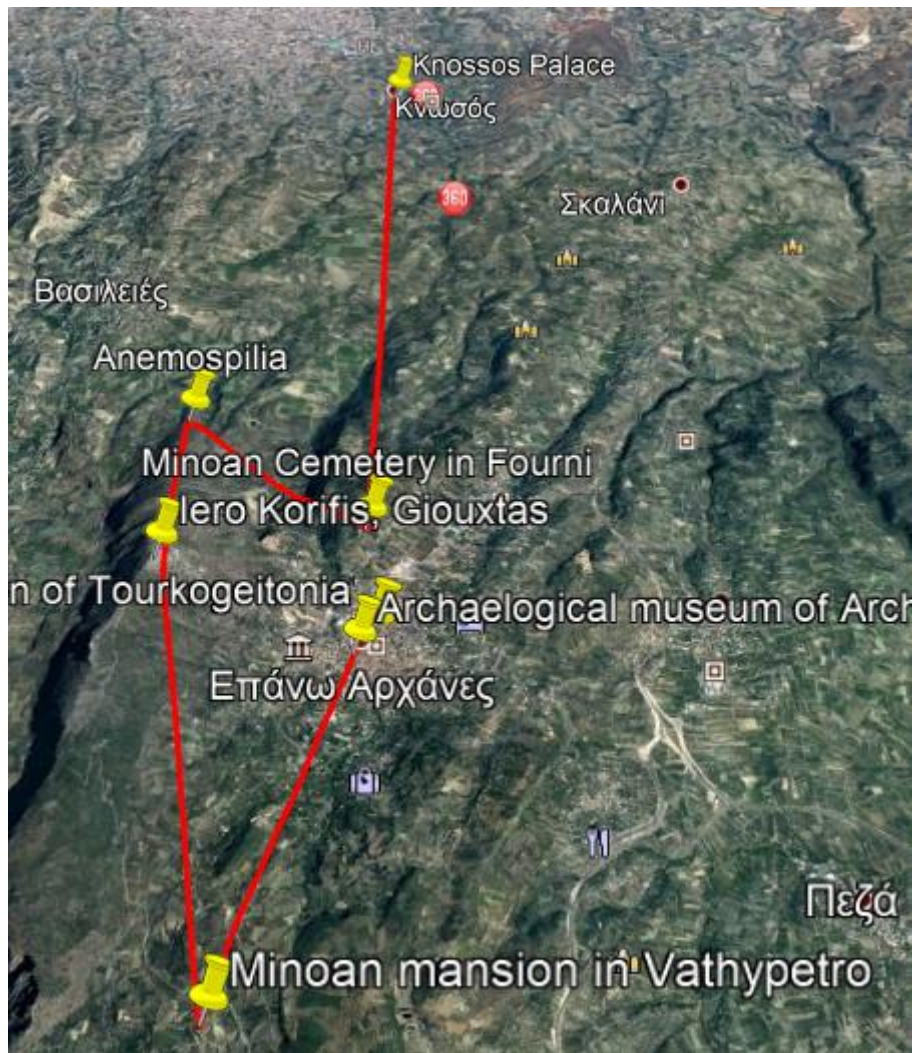 Knossos Palace
Κνωσός
360
Σκαλάνι
Βασιλειές
Anemospilia
Minoan Cemetery in Fourni
Iero Korifis, Giouxtas
n of Tourkogeitonia
Archaelogical museum of Arch
Επάνω Αρχάνες
Πεζά
Minoan mansion in Vathypetro